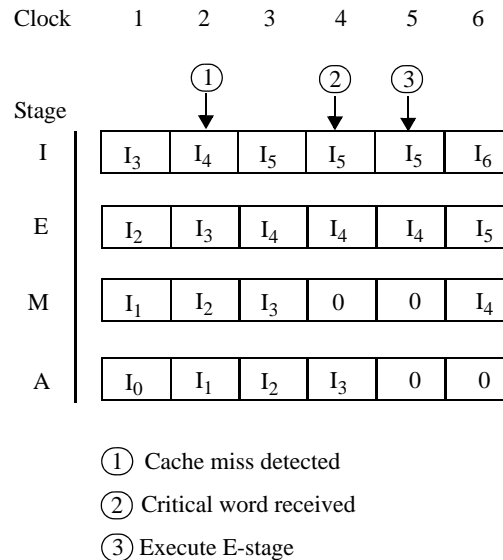 Clock 1 2 3 4 5 6
1 2 3
Stage
I I3 I4 I5 I5 I5 I6
E I2 I3 I4 I4 I4 I5
M I1 I2 I3 0 0 I4
A I0 I1 I2 I3 0 0
1 Cache miss detected
2 Critical word received
3 Execute E-stage